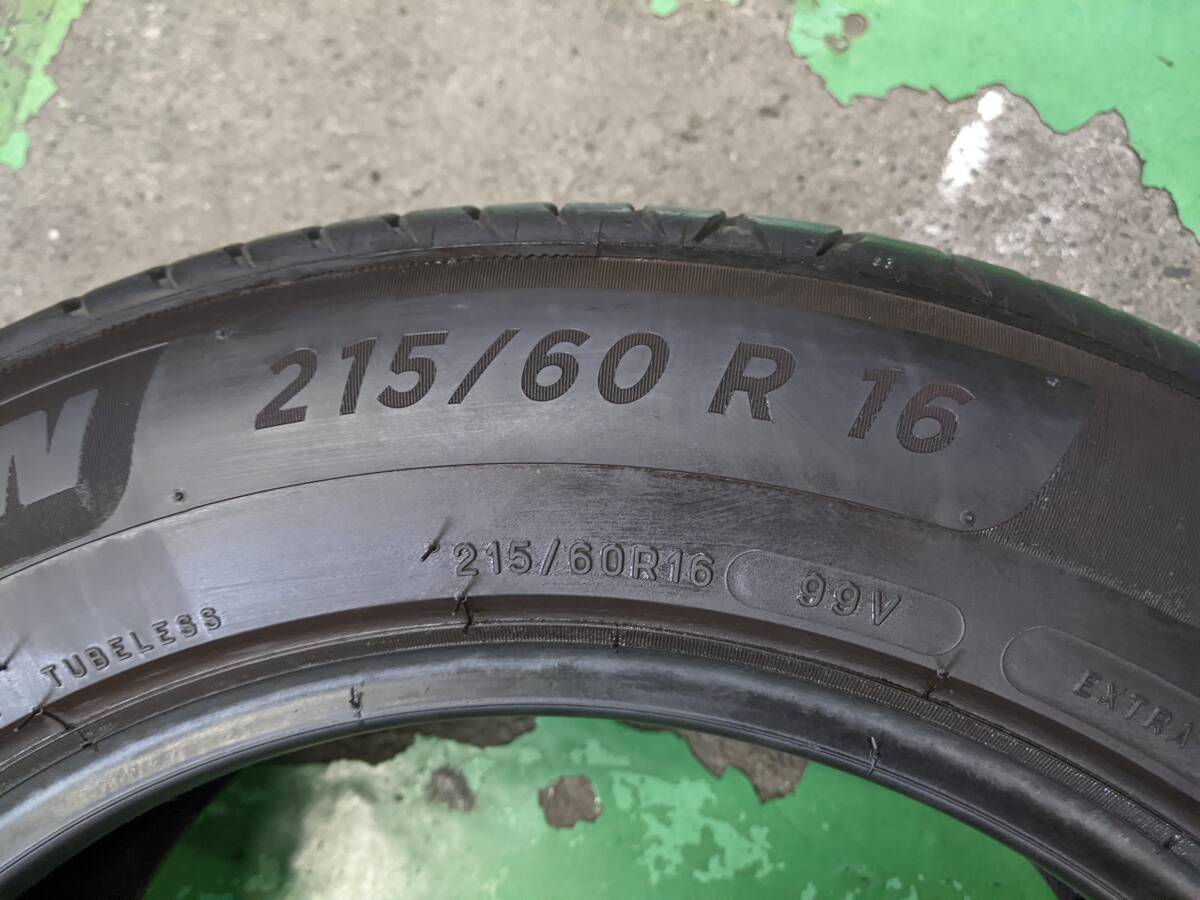 N
215/60 R 16
215/60R16 99V
TUBELESS
EXTRA